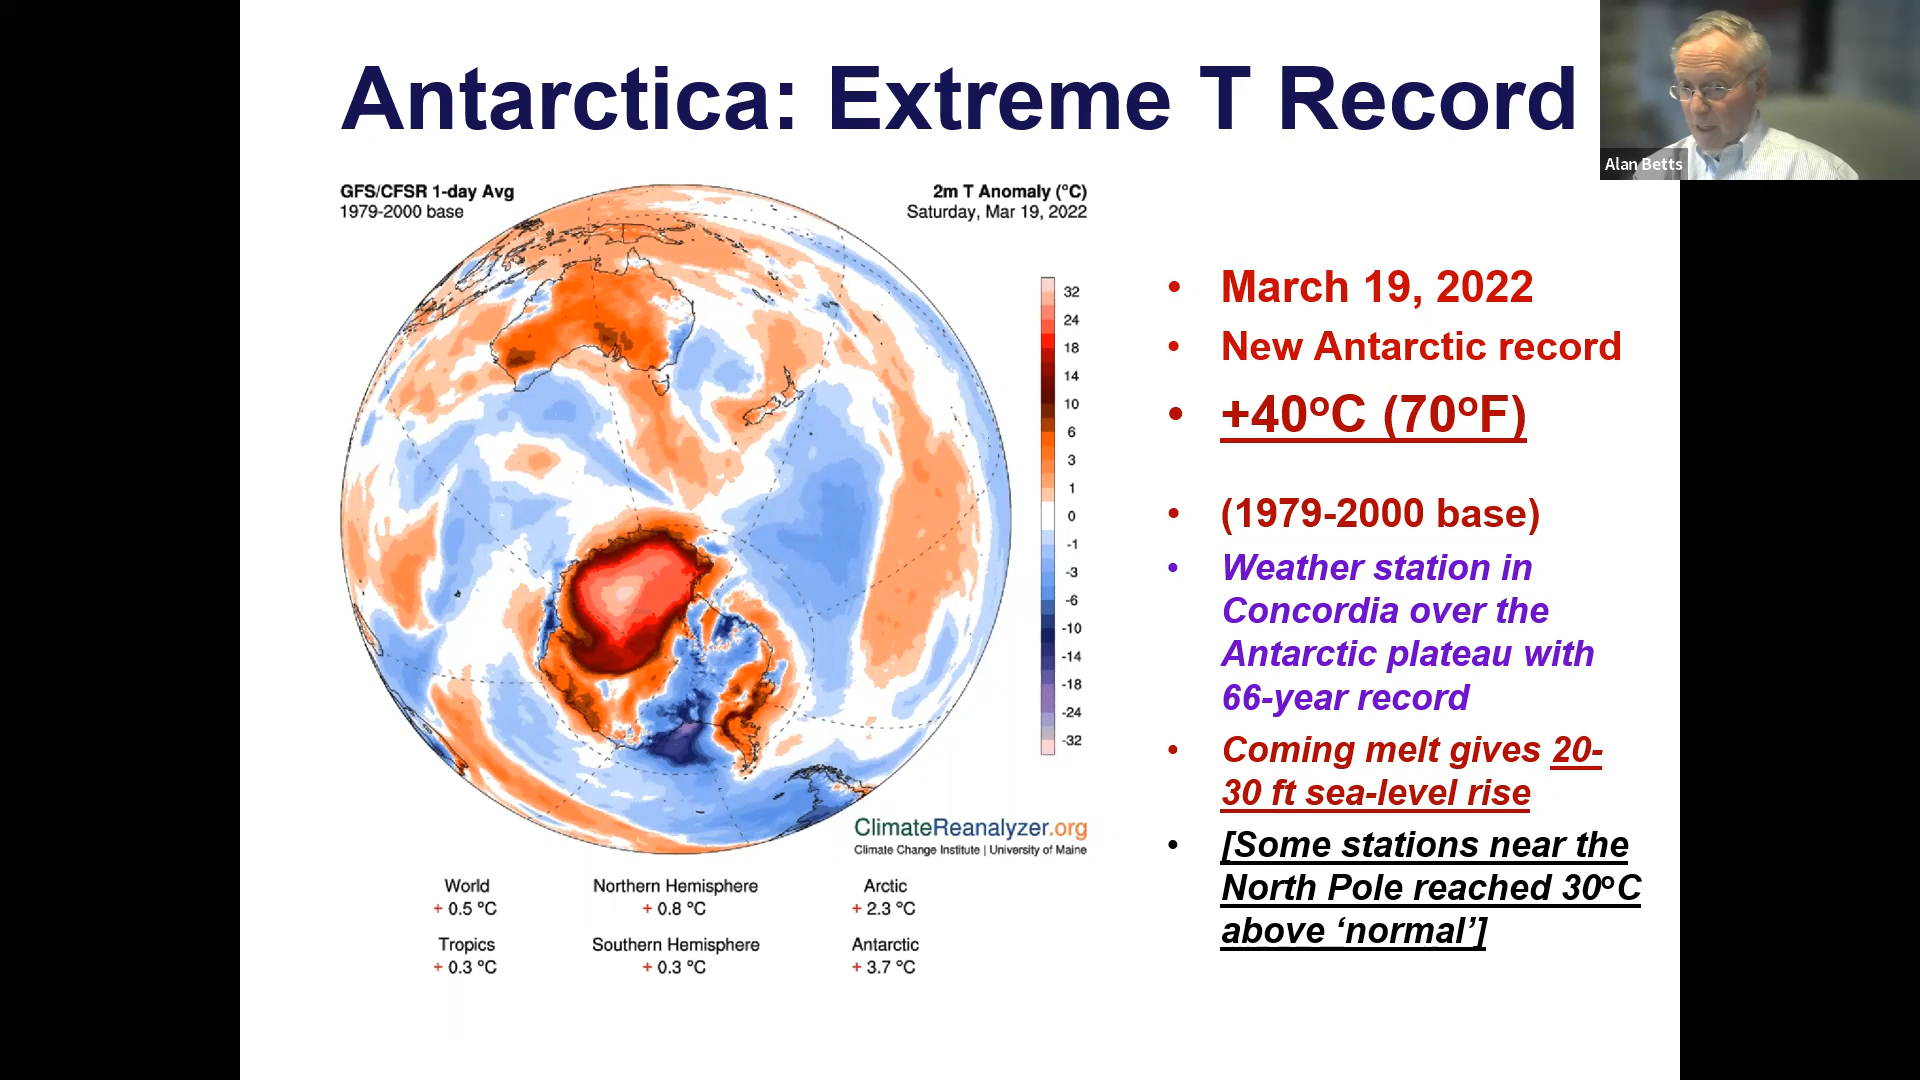 Antarctica: Extreme T Record
Alan Betts
GFS/CFSR 1-day Avg
1979-2000 base
2m T Anomaly (°C)
Saturday, Mar 19, 2022
32
24
18
14
10
6
3
1
0
-1
-3
-6
-10
-14
-18
-24
-32
ClimateReanalyzer.org
Climate Change Institute | University of Maine
World
+ 0.5 °C
Northern Hemisphere
+ 0.8 °C
Arctic
+ 2.3 °C
Tropics
+ 0.3 °C
Southern Hemisphere
+ 0.3 °C
Antarctic
+ 3.7 °C
• March 19, 2022
• New Antarctic record
• +40°C (70°F)
• (1979-2000 base)
• Weather station in
Concordia over the
Antarctic plateau with
66-year record
• Coming melt gives 20-
30 ft sea-level rise
• [Some stations near the
North Pole reached 30°C
above ‘normal’]